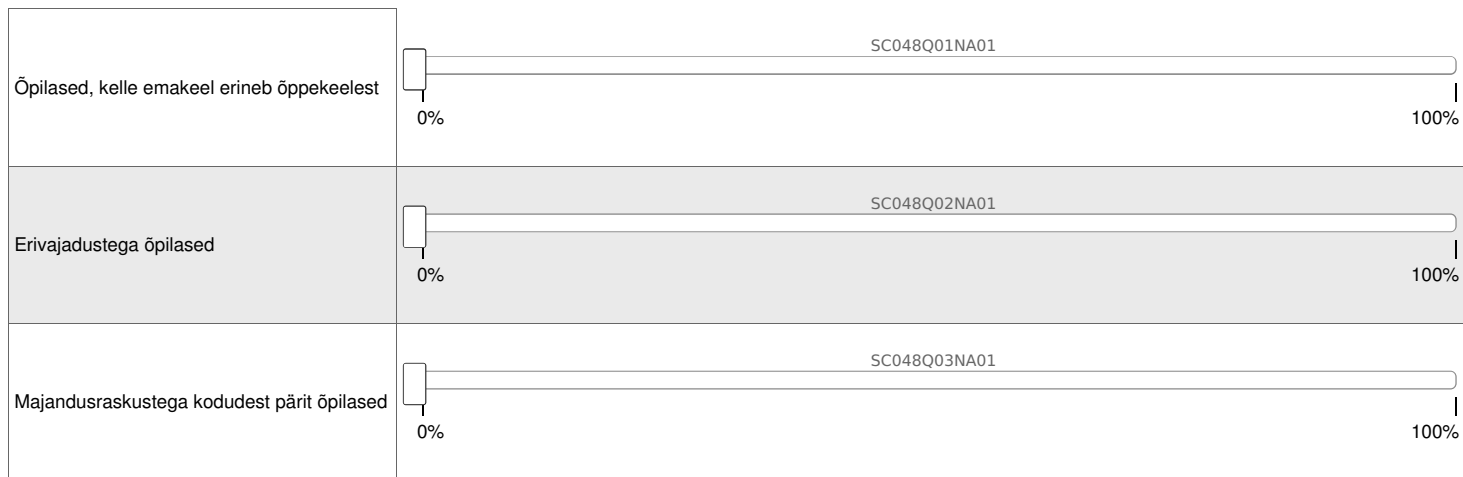 SC048Q01NA01
Õpilased, kelle emakeel erineb õppekeelest
0%
100%
SC048Q02NA01
Erivajadustega õpilased
0%
100%
SC048Q03NA01
Majandusraskustega kodudest pärit õpilased
0%
100%